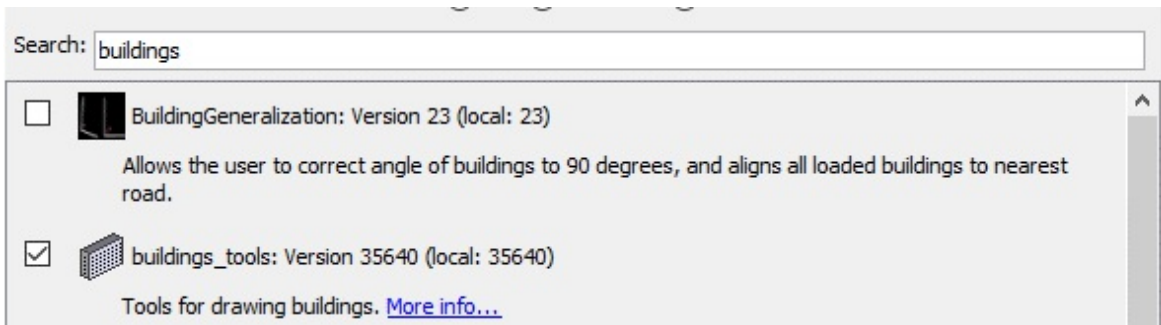 Search: buildings
BuildingGeneralization: Version 23 (local: 23)
Allows the user to correct angle of buildings to 90 degrees, and aligns all loaded buildings to nearest
road.
buildings_tools: Version 35640 (local: 35640)
Tools for drawing buildings. More info...